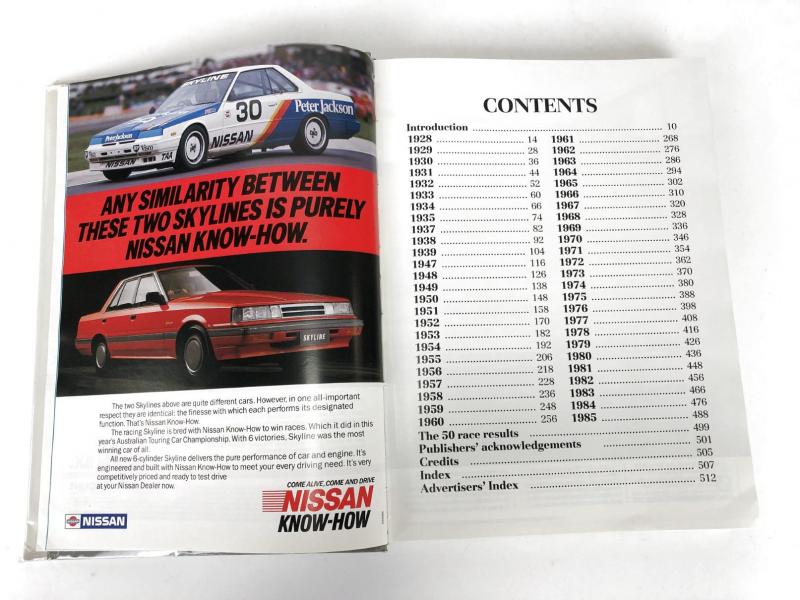 SKYLINE
30
Peter Jackson
Peter Jackson
NISSAN
TAA
ANY SIMILARITY BETWEEN
THESE TWO SKYLINES IS PURELY
NISSAN KNOW-HOW.
SKYLINE
The two Skylines above are quite different cars. However, in one all-important
respect they are identical; the finesse with which each performs its designated
function. That's Nissan Know-How.
The racing Skyline is bred with Nissan Know-How to win races. Which it did in this
year's Australian Touring Car Championship. With 6 victories, Skyline was the most
winning car of all.
All new 6-cylinder Skyline delivers the pure performance of car and engine. It's
engineered and built with Nissan Know-How to meet your every driving need. It's very
competitively priced and ready to test drive
at your Nissan Dealer now.
COME ALIVE, COME AND DRIVE
NISSAN
KNOW-HOW
NISSAN
CONTENTS
Introduction 10
1928 14
1929 28
1930 36
1931 44
1932 52
1933 60
1934 66
1935 74
1937 82
1938 92
1939 104
1947 116
1948 126
1949 138
1950 148
1951 158
1952 170
1953 182
1954 192
1955 206
1956 218
1957 228
1958 236
1959 248
1960 256
1961 268
1962 276
1963 286
1964 294
1965 302
1966 310
1967 320
1968 328
1969 336
1970 346
1971 354
1972 362
1973 370
1974 380
1975 388
1976 398
1977 408
1978 416
1979 426
1980 436
1981 448
1982 456
1983 466
1984 476
1985 488
The 50 race results 499
Publishers' acknowledgements 501
Credits 505
Index 507
Advertisers' Index 512